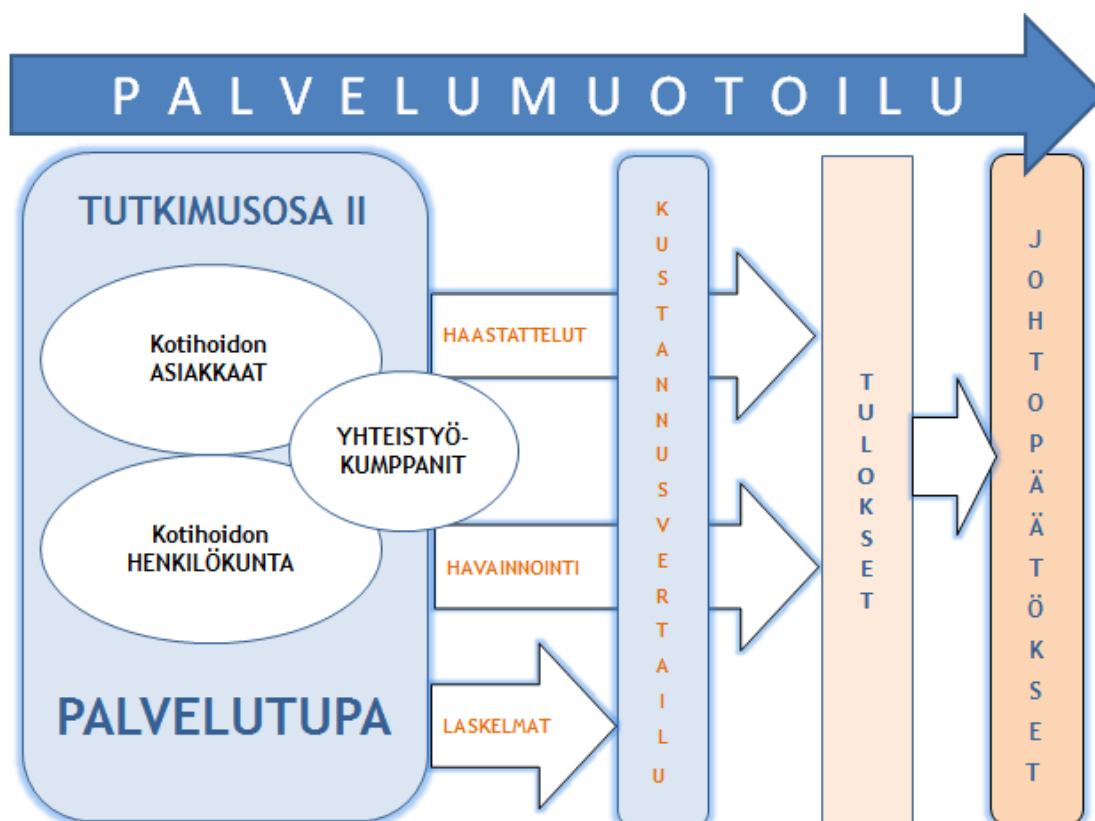 PALVELUMUOTOILU
TUTKIMUSOSA II
Kotihoidon
ASIAKKAAT
YHTEISTYÖ-
KUMPPANIT
Kotihoidon
HENKILÖKUNTA
PALVELUTUPA
HAASTATTELUT
HAVAINNOINTI
LASKELMAT
KUSTANNUSVERTAILU
TULOKSET
JOHTOPÄÄTÖKSET